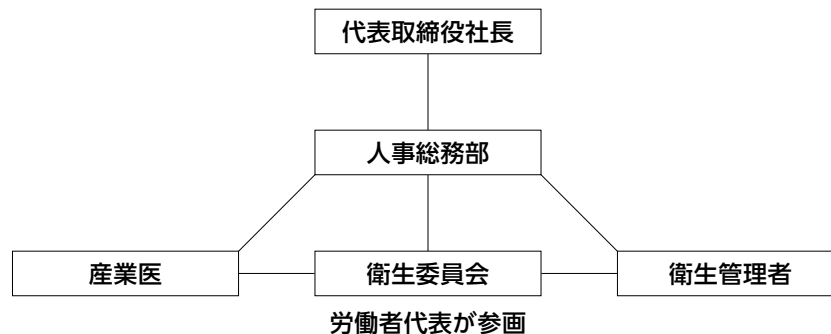 代表取締役社長
人事総務部
産業医
衛生委員会
衛生管理者
労働者代表が参画